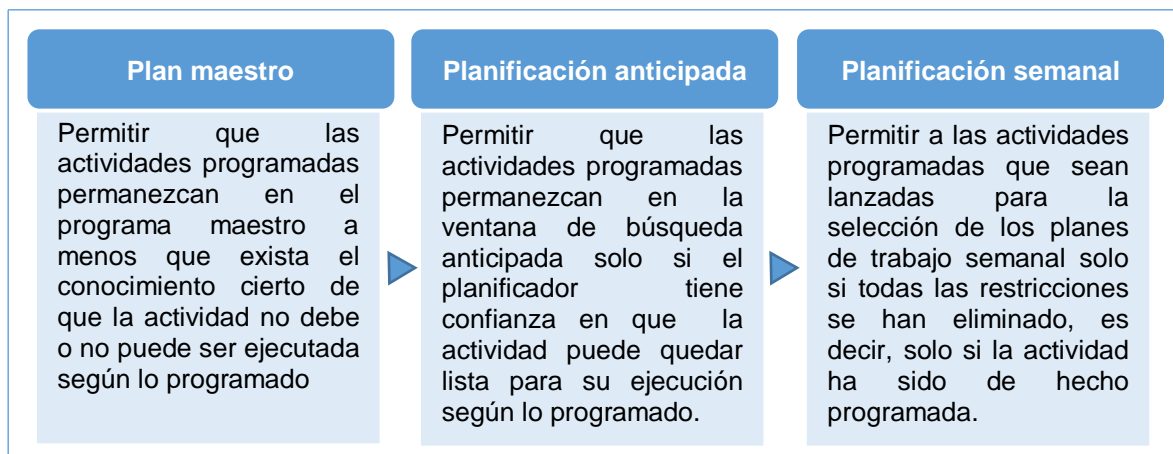 Plan maestro
Permitir que las
actividades programadas
permanezcan en el
programa maestro a
menos que exista el
conocimiento cierto de
que la actividad no debe
o no puede ser ejecutada
según lo programado
Planificación anticipada
Permitir que las
actividades programadas
permanezcan en la
ventana de búsqueda
anticipada solo si el
planificador tiene
confianza en que la
actividad puede quedar
lista para su ejecución
según lo programado.
Planificación semanal
Permitir a las actividades
programadas que sean
lanzadas para la
selección de los planes
de trabajo semanal solo
si todas las restricciones
se han eliminado, es
decir, solo si la actividad
ha sido de hecho
programada.